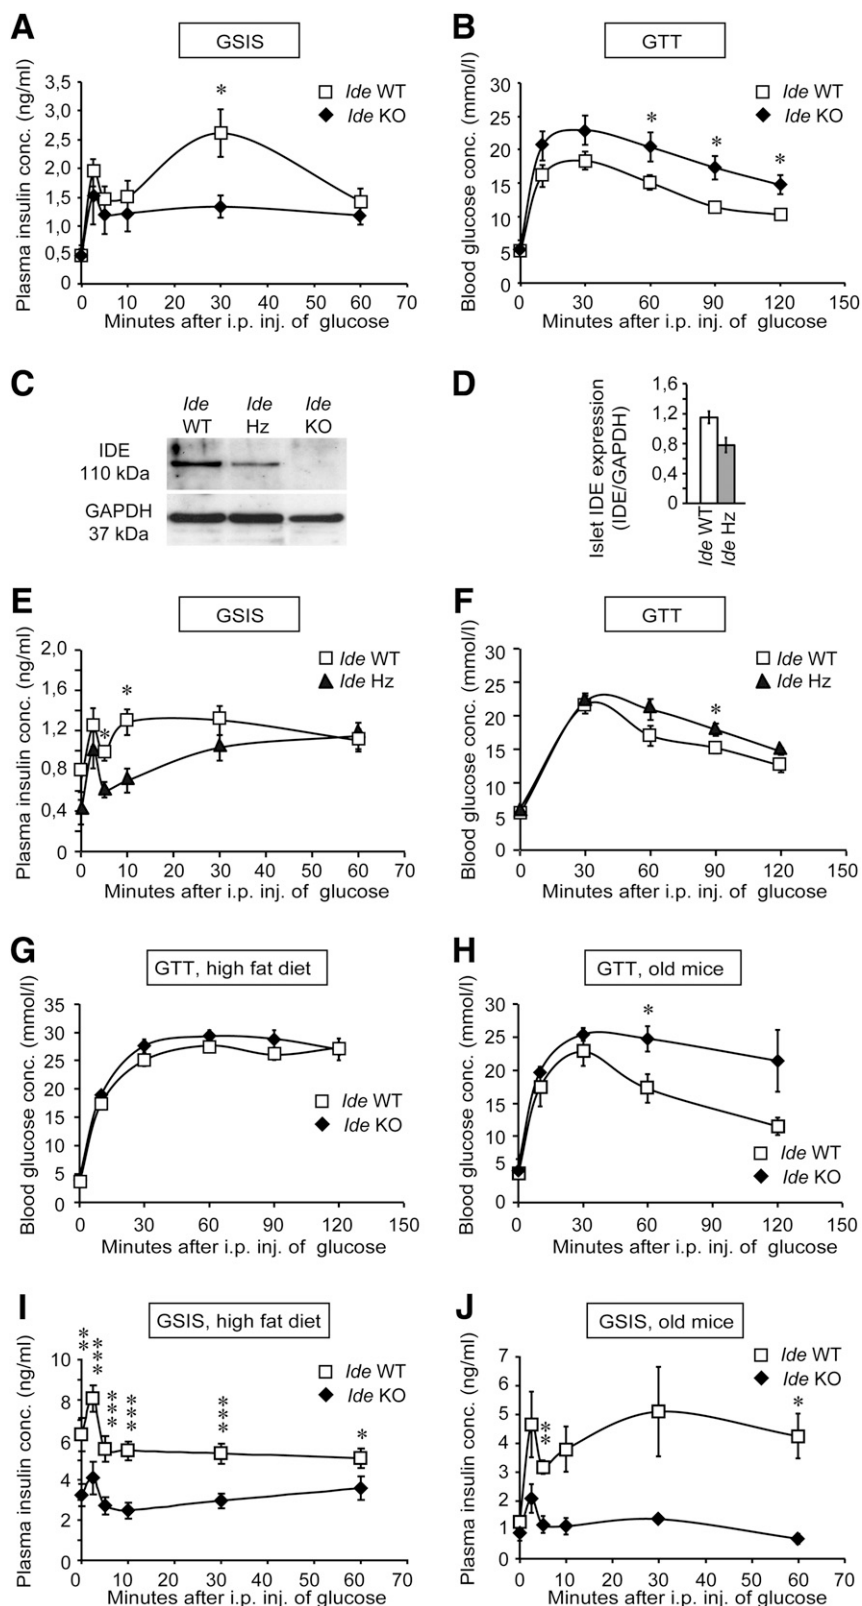 A
GSIS
Plasma insulin conc. (ng/ml)
3,5
3,0
2,5
2,0
1,5
1,0
0,5
0
*
Ide WT
Ide KO
0 10 20 30 40 50 60 70
Minutes after i.p. inj. of glucose
B
GTT
Blood glucose conc. (mmol/l)
30
25
20
15
10
5
0
* * *
Ide WT
Ide KO
0 30 60 90 120 150
Minutes after i.p. inj. of glucose
C
Ide WT
Ide Hz
Ide KO
IDE
110 kDa
GAPDH
37 kDa
D
Islet IDE expression
(IDE/GAPDH)
1,6
1,2
0,8
0,4
0
Ide WT
Ide Hz
E
GSIS
Plasma insulin conc. (ng/ml)
2,0
1,6
1,2
0,8
0,4
0
* *
Ide WT
Ide Hz
0 10 20 30 40 50 60 70
Minutes after i.p. inj. of glucose
F
GTT
Blood glucose conc. (mmol/l)
30
25
20
15
10
5
0
*
Ide WT
Ide Hz
0 30 60 90 120 150
Minutes after i.p. inj. of glucose
G
GTT, high fat diet
Blood glucose conc. (mmol/l)
35
30
25
20
15
10
5
0
Ide WT
Ide KO
0 30 60 90 120 150
Minutes after i.p. inj. of glucose
H
GTT, old mice
Blood glucose conc. (mmol/l)
30
25
20
15
10
5
0
*
Ide WT
Ide KO
0 30 60 90 120 150
Minutes after i.p. inj. of glucose
I
GSIS, high fat diet
Plasma insulin conc. (ng/ml)
10
8
6
4
2
0
** *** *** *** *** *
Ide WT
Ide KO
0 10 20 30 40 50 60 70
Minutes after i.p. inj. of glucose
J
GSIS, old mice
Plasma insulin conc. (ng/ml)
7
6
5
4
3
2
1
0
** *
Ide WT
Ide KO
0 10 20 30 40 50 60 70
Minutes after i.p. inj. of glucose